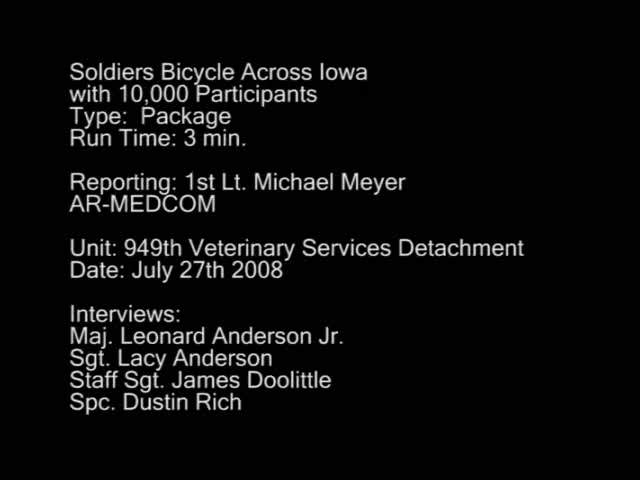 Soldiers Bicycle Across Iowa
with 10,000 Participants
Type:  Package
Run Time: 3 min.
Reporting: 1st Lt. Michael Meyer
AR-MEDCOM
Unit: 949th Veterinary Services Detachment
Date: July 27th 2008
Interviews:
Maj. Leonard Anderson Jr.
Sgt. Lacy Anderson
Staff Sgt. James Doolittle
Spc. Dustin Rich